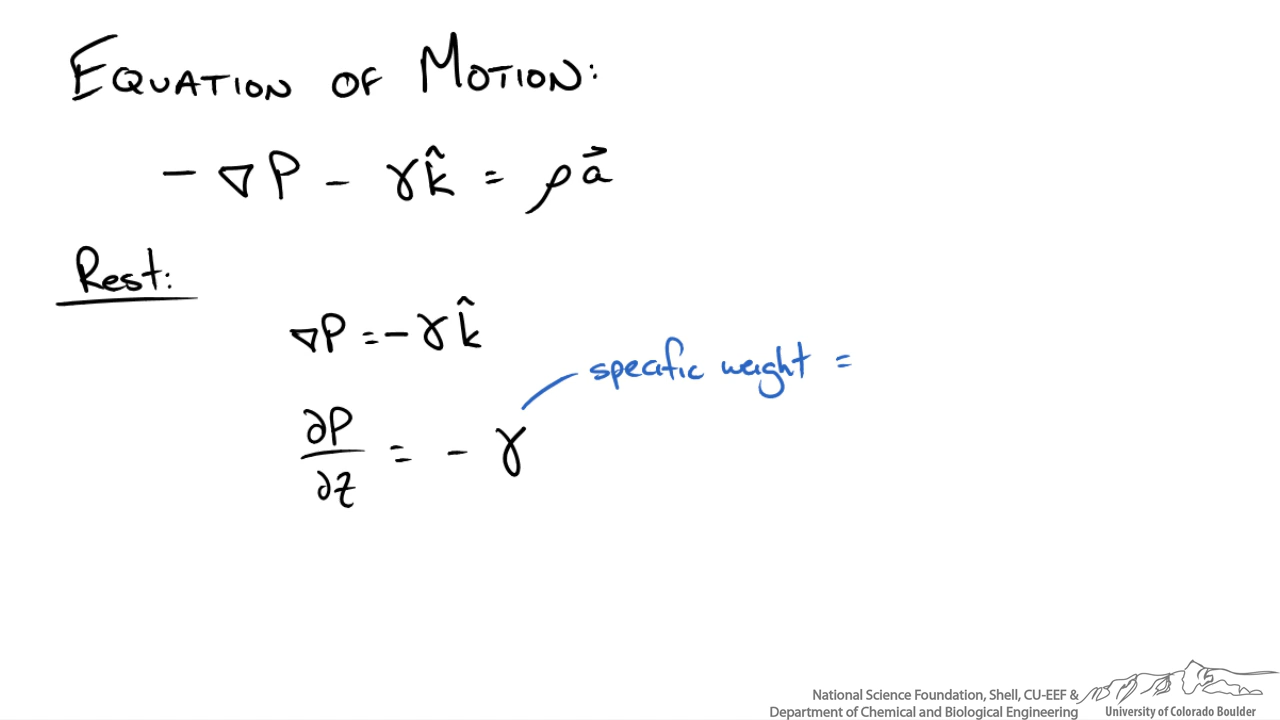 EQUATION OF MOTION:
- ∇P - γk̂ = ρa⃗
Rest:
∇P = - γk̂
specific weight =
∂P/∂z = - γ
National Science Foundation, Shell, CU-EEF &
Department of Chemical and Biological Engineering
University of Colorado Boulder